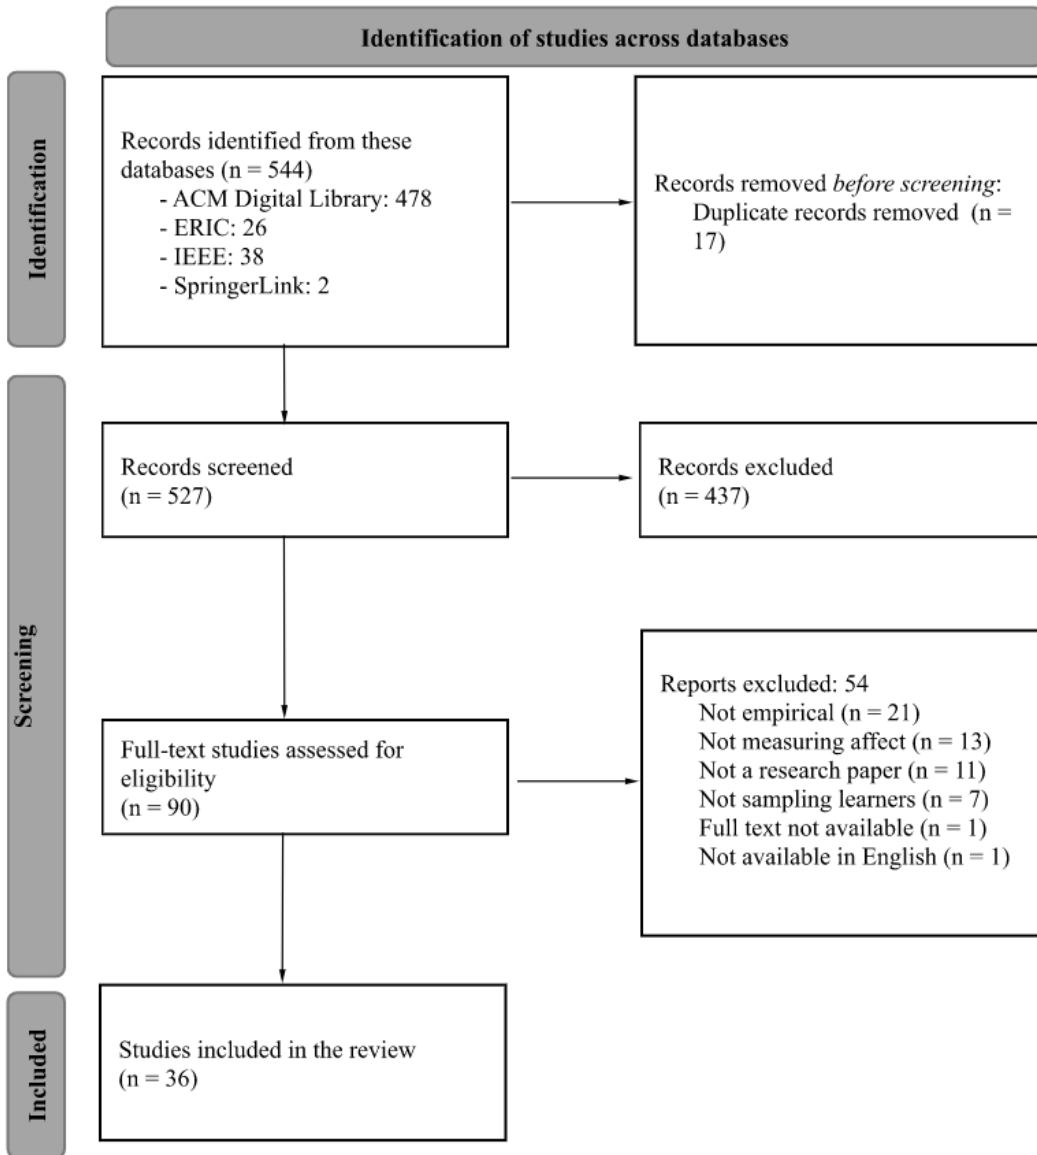 Identification of studies across databases
Identification
Records identified from these
databases (n = 544)
- ACM Digital Library: 478
- ERIC: 26
- IEEE: 38
- SpringerLink: 2
Records removed before screening:
Duplicate records removed (n =
17)
Screening
Records screened
(n = 527)
Records excluded
(n = 437)
Full-text studies assessed for
eligibility
(n = 90)
Reports excluded: 54
Not empirical (n = 21)
Not measuring affect (n = 13)
Not a research paper (n = 11)
Not sampling learners (n = 7)
Full text not available (n = 1)
Not available in English (n = 1)
Included
Studies included in the review
(n = 36)